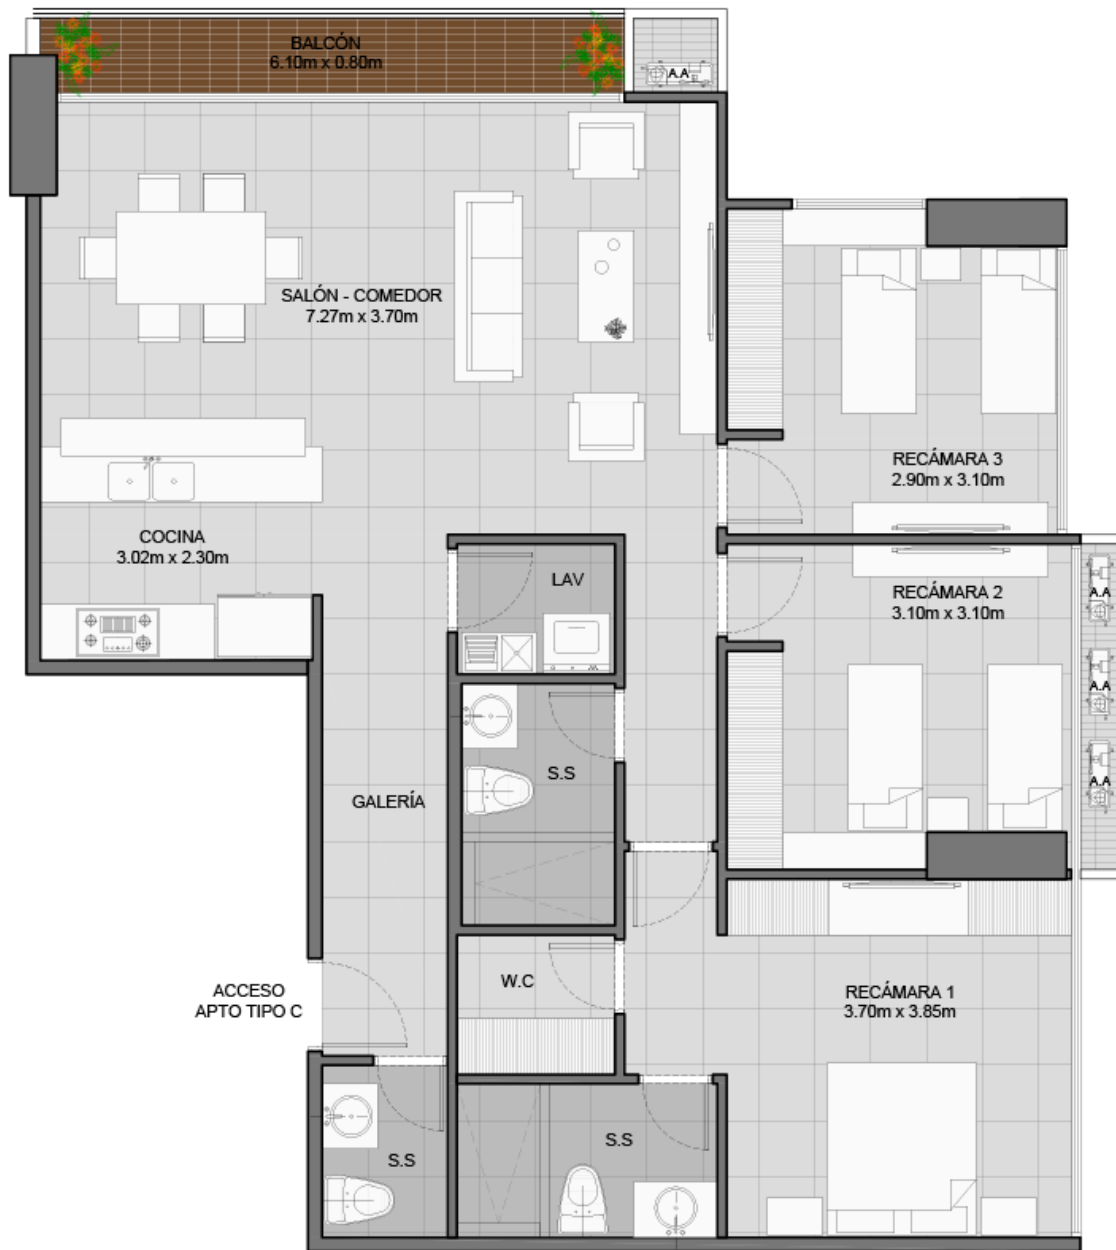 BALCÓN
6.10m x 0.80m
A.A
SALÓN - COMEDOR
7.27m x 3.70m
RECÁMARA 3
2.90m x 3.10m
COCINA
3.02m x 2.30m
LAV
RECÁMARA 2
3.10m x 3.10m
A.A
A.A
A.A
S.S
GALERÍA
W.C
ACCESO
APTO TIPO C
RECÁMARA 1
3.70m x 3.85m
S.S
S.S